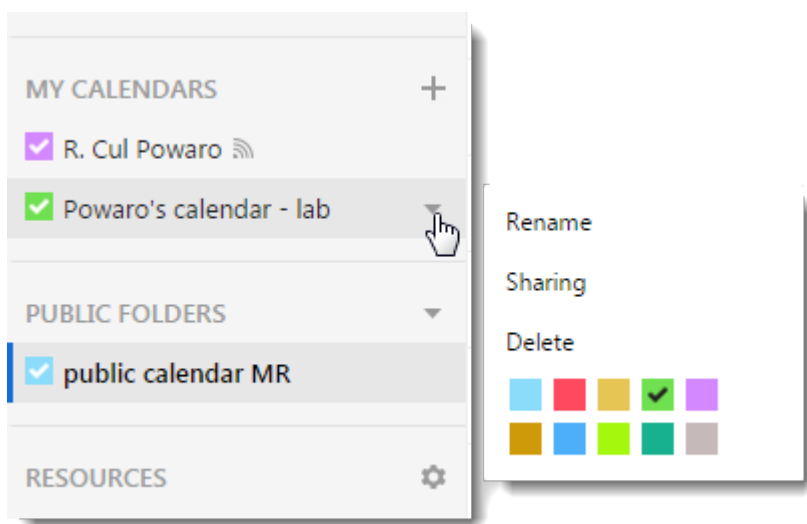 MY CALENDARS
R. Cul Powaro
Powaro's calendar - lab
PUBLIC FOLDERS
public calendar MR
RESOURCES
Rename
Sharing
Delete